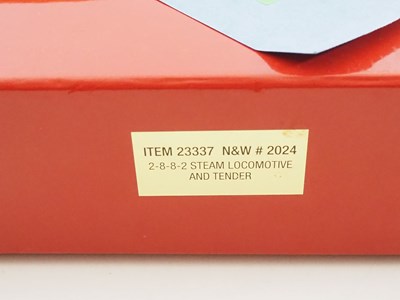 ITEM 23337 N&W # 2024
2-8-8-2 STEAM LOCOMOTIVE
AND TENDER